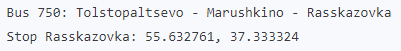 Bus 750: Tolstopaltsevo - Marushkino - Rasskazovka
Stop Rasskazovka: 55.632761, 37.333324